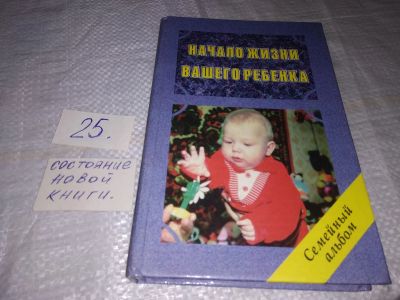 НАЧАЛО ЖИЗНИ
ВАШЕГО РЕБЕНКА
25.
состояние
новой
книги.
Семейный
альбом